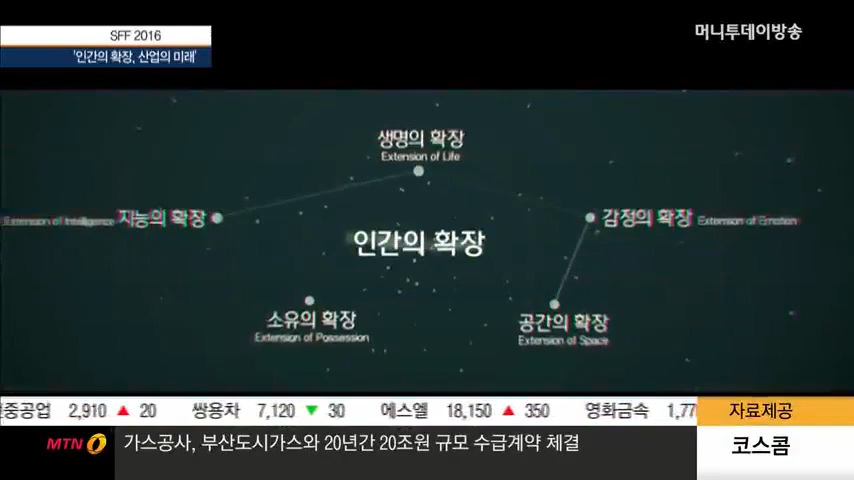 SFF 2016
머니투데이방송
'인간의 확장, 산업의 미래'
생명의 확장
Extension of Life
Extension of Intelligence 지능의 확장
감정의 확장 Extension of Emotion
인간의 확장
소유의 확장
Extension of Possession
공간의 확장
Extension of Space
중공업 2,910 ▲ 20 쌍용차 7,120 ▼ 30 에스엘 18,150 ▲ 350 영화금속 1,77
자료제공
MTN
가스공사, 부산도시가스와 20년간 20조원 규모 수급계약 체결
코스콤